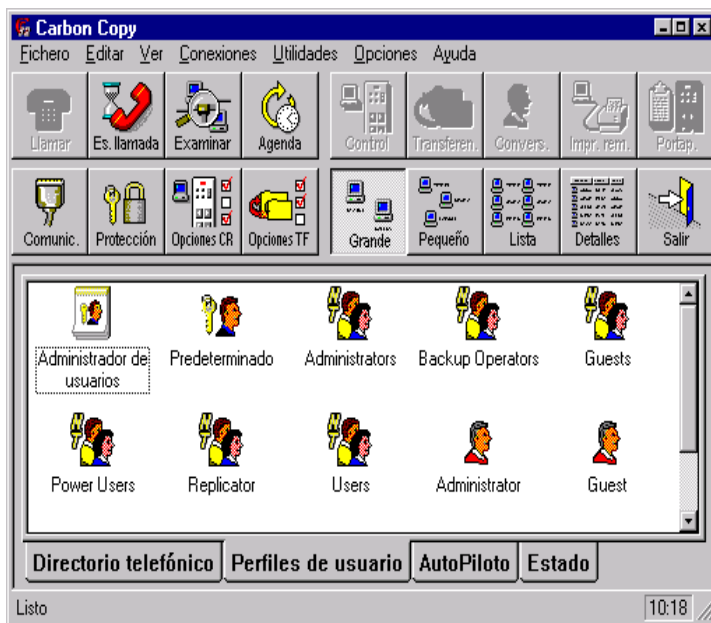 Carbon Copy
Fichero Editar Ver Conexiones Utilidades Opciones Ayuda
Llamar Es. llamada Examinar Agenda Control Transferen. Convers. Impr. rem. Portap.
Comunic. Protección Opciones CR Opciones TF Grande Pequeño Lista Detalles Salir
Administrador de usuarios Predeterminado Administrators Backup Operators Guests
Power Users Replicator Users Administrator Guest
Directorio telefónico Perfiles de usuario AutoPiloto Estado
Listo 10:18